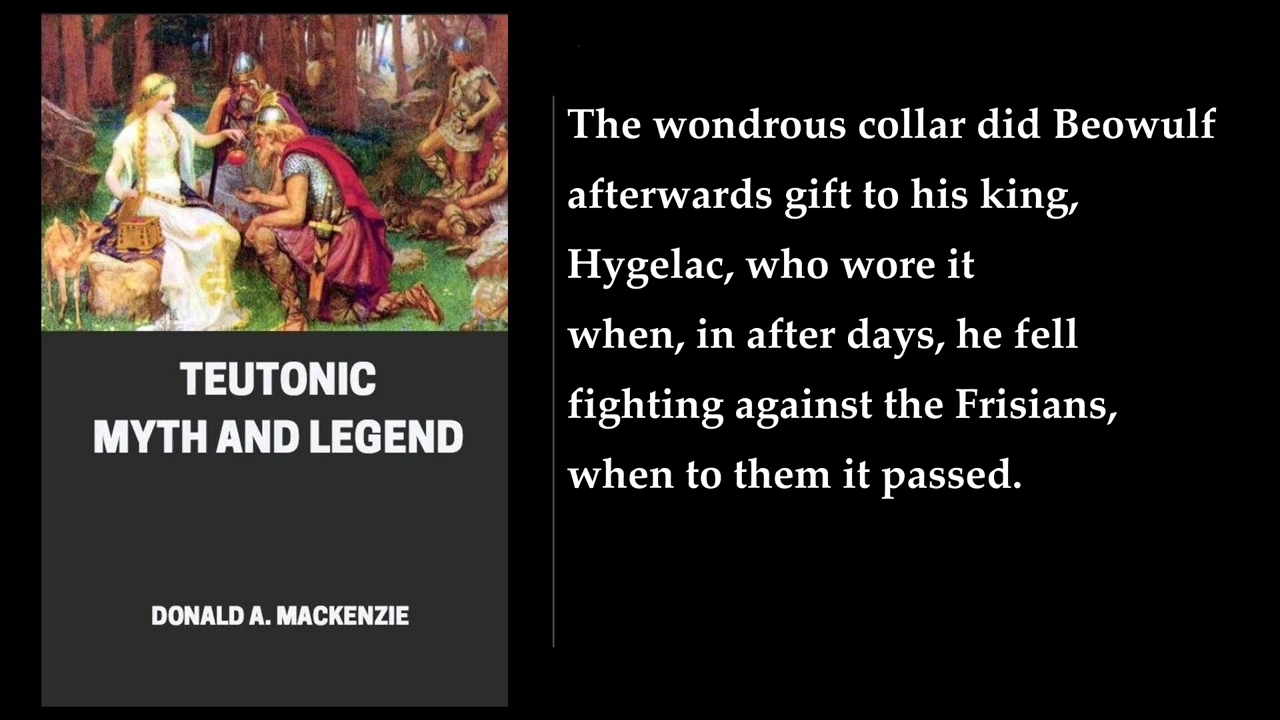 TEUTONIC
MYTH AND LEGEND
DONALD A. MACKENZIE
The wondrous collar did Beowulf
afterwards gift to his king,
Hygelac, who wore it
when, in after days, he fell
fighting against the Frisians,
when to them it passed.